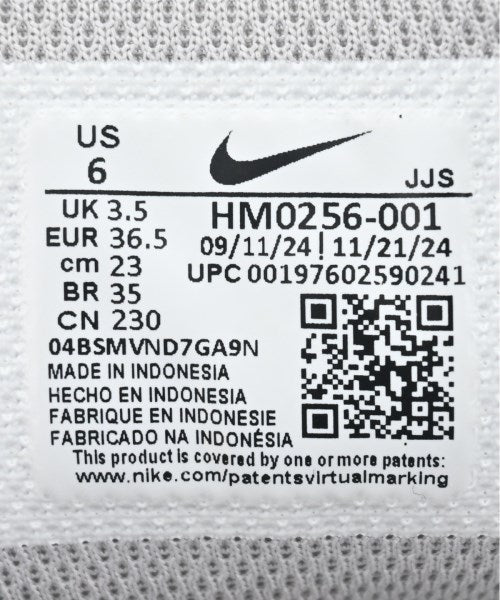 US
6
JJS
UK 3.5
EUR 36.5
cm 23
BR 35
CN 230
HM0256-001
09/11/24 | 11/21/24
UPC 00197602590241
04BSMVND7GA9N
MADE IN INDONESIA
HECHO EN INDONESIA
FABRIQUE EN INDONESIE
FABRICADO NA INDONÉSIA
This product is covered by one or more patents:
www.nike.com/patentsvirtualmarking